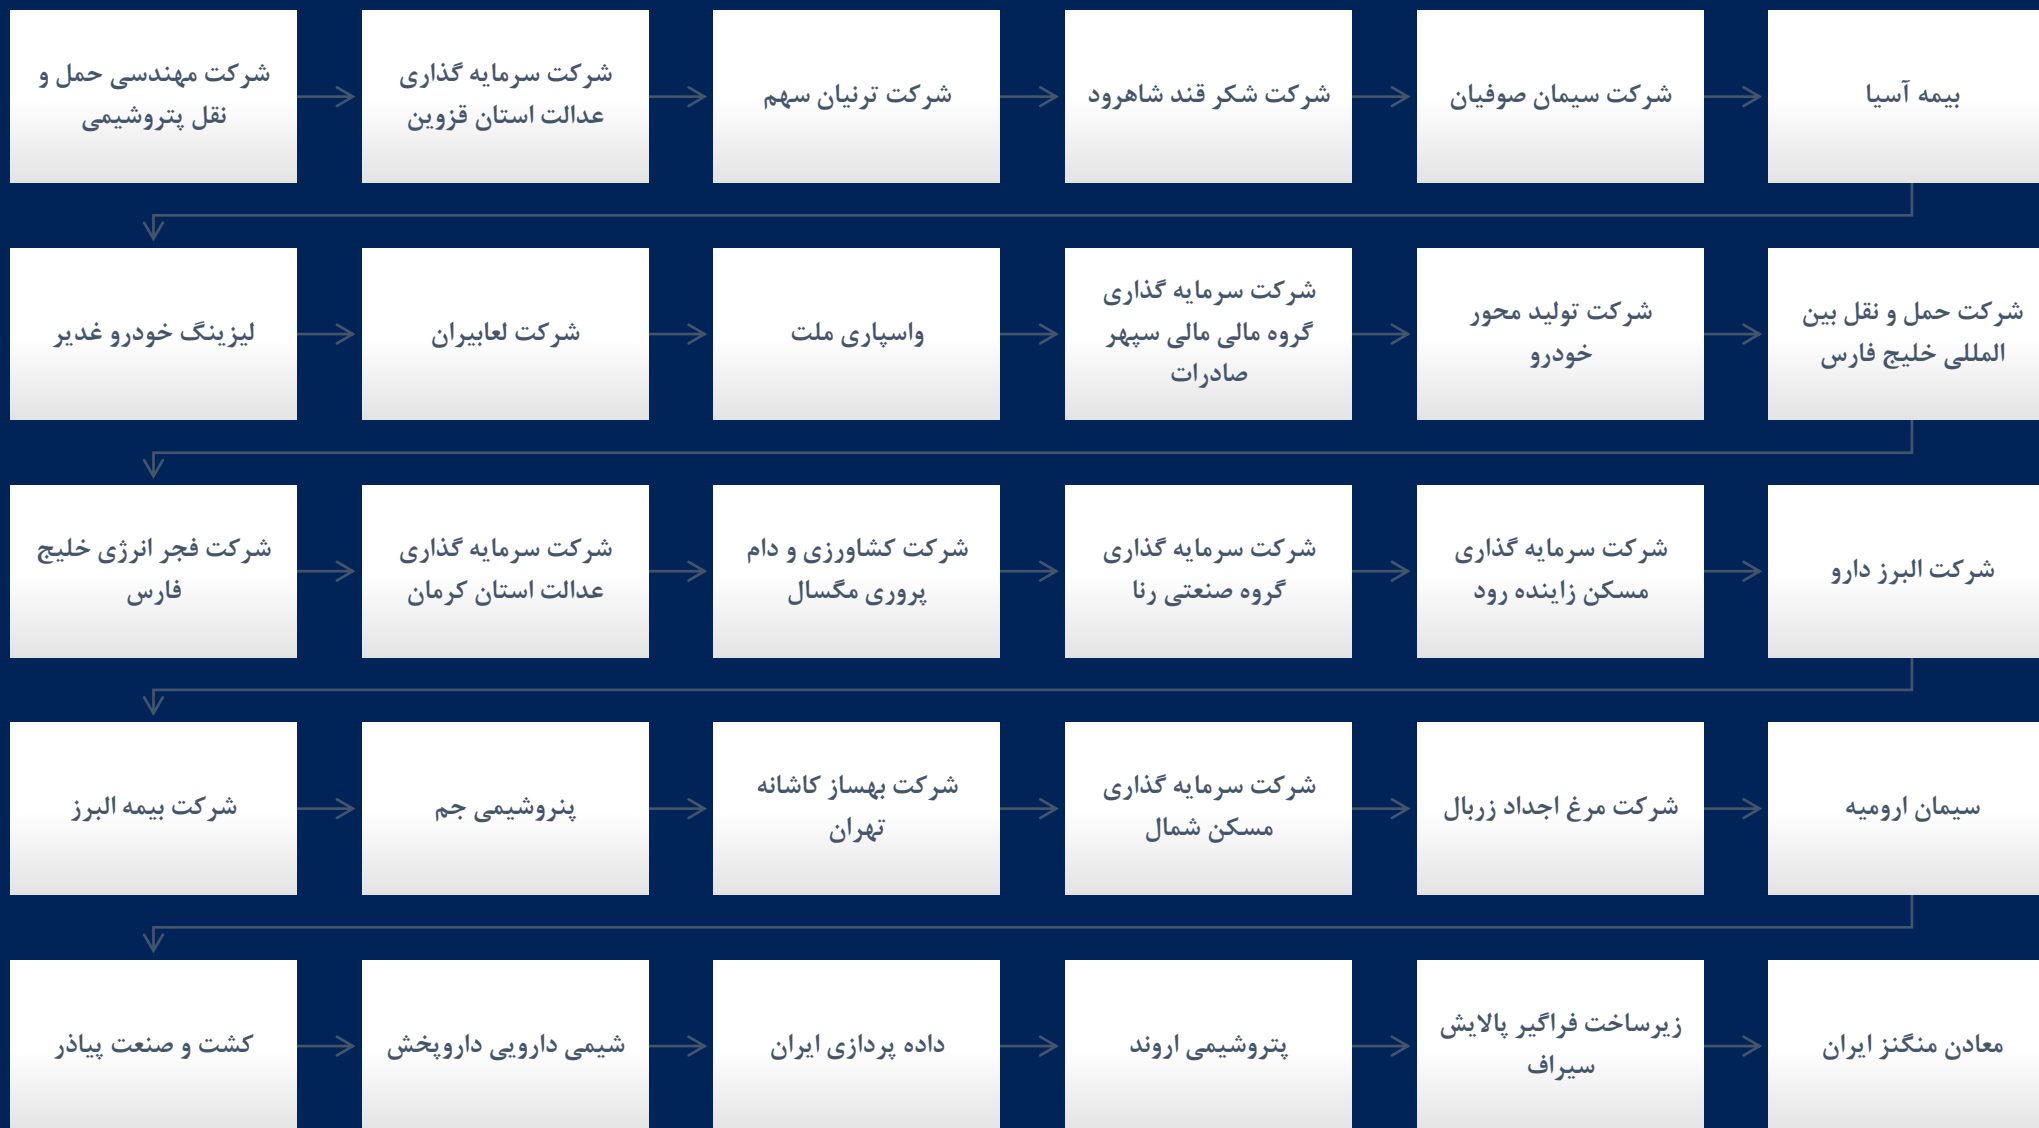 شرکت مهندسی حمل و
نقل پتروشیمی
شرکت سرمایه گذاری
عدالت استان قزوین
شرکت ترنیان سهم
شرکت شکر قند شاهرود
شرکت سیمان صوفیان
بیمه آسیا
لیزینگ خودرو غدیر
شرکت لعابیران
واسپاری ملت
شرکت سرمایه گذاری
گروه مالی مالی سپهر
صادرات
شرکت تولید محور
خودرو
شرکت حمل و نقل بین
المللی خلیج فارس
شرکت فجر انرژی خلیج
فارس
شرکت سرمایه گذاری
عدالت استان کرمان
شرکت کشاورزی و دام
پروری مگسال
شرکت سرمایه گذاری
گروه صنعتی رنا
شرکت سرمایه گذاری
مسکن زاینده رود
شرکت البرز دارو
شرکت بیمه البرز
پنروشیمی جم
شرکت بهساز کاشانه
تهران
شرکت سرمایه گذاری
مسکن شمال
شرکت مرغ اجداد زربال
سیمان ارومیه
کشت و صنعت پیاذر
شیمی دارویی داروپخش
داده پردازی ایران
پتروشیمی اروند
زیرساخت فراگیر پالایش
سیراف
معادن منگنز ایران